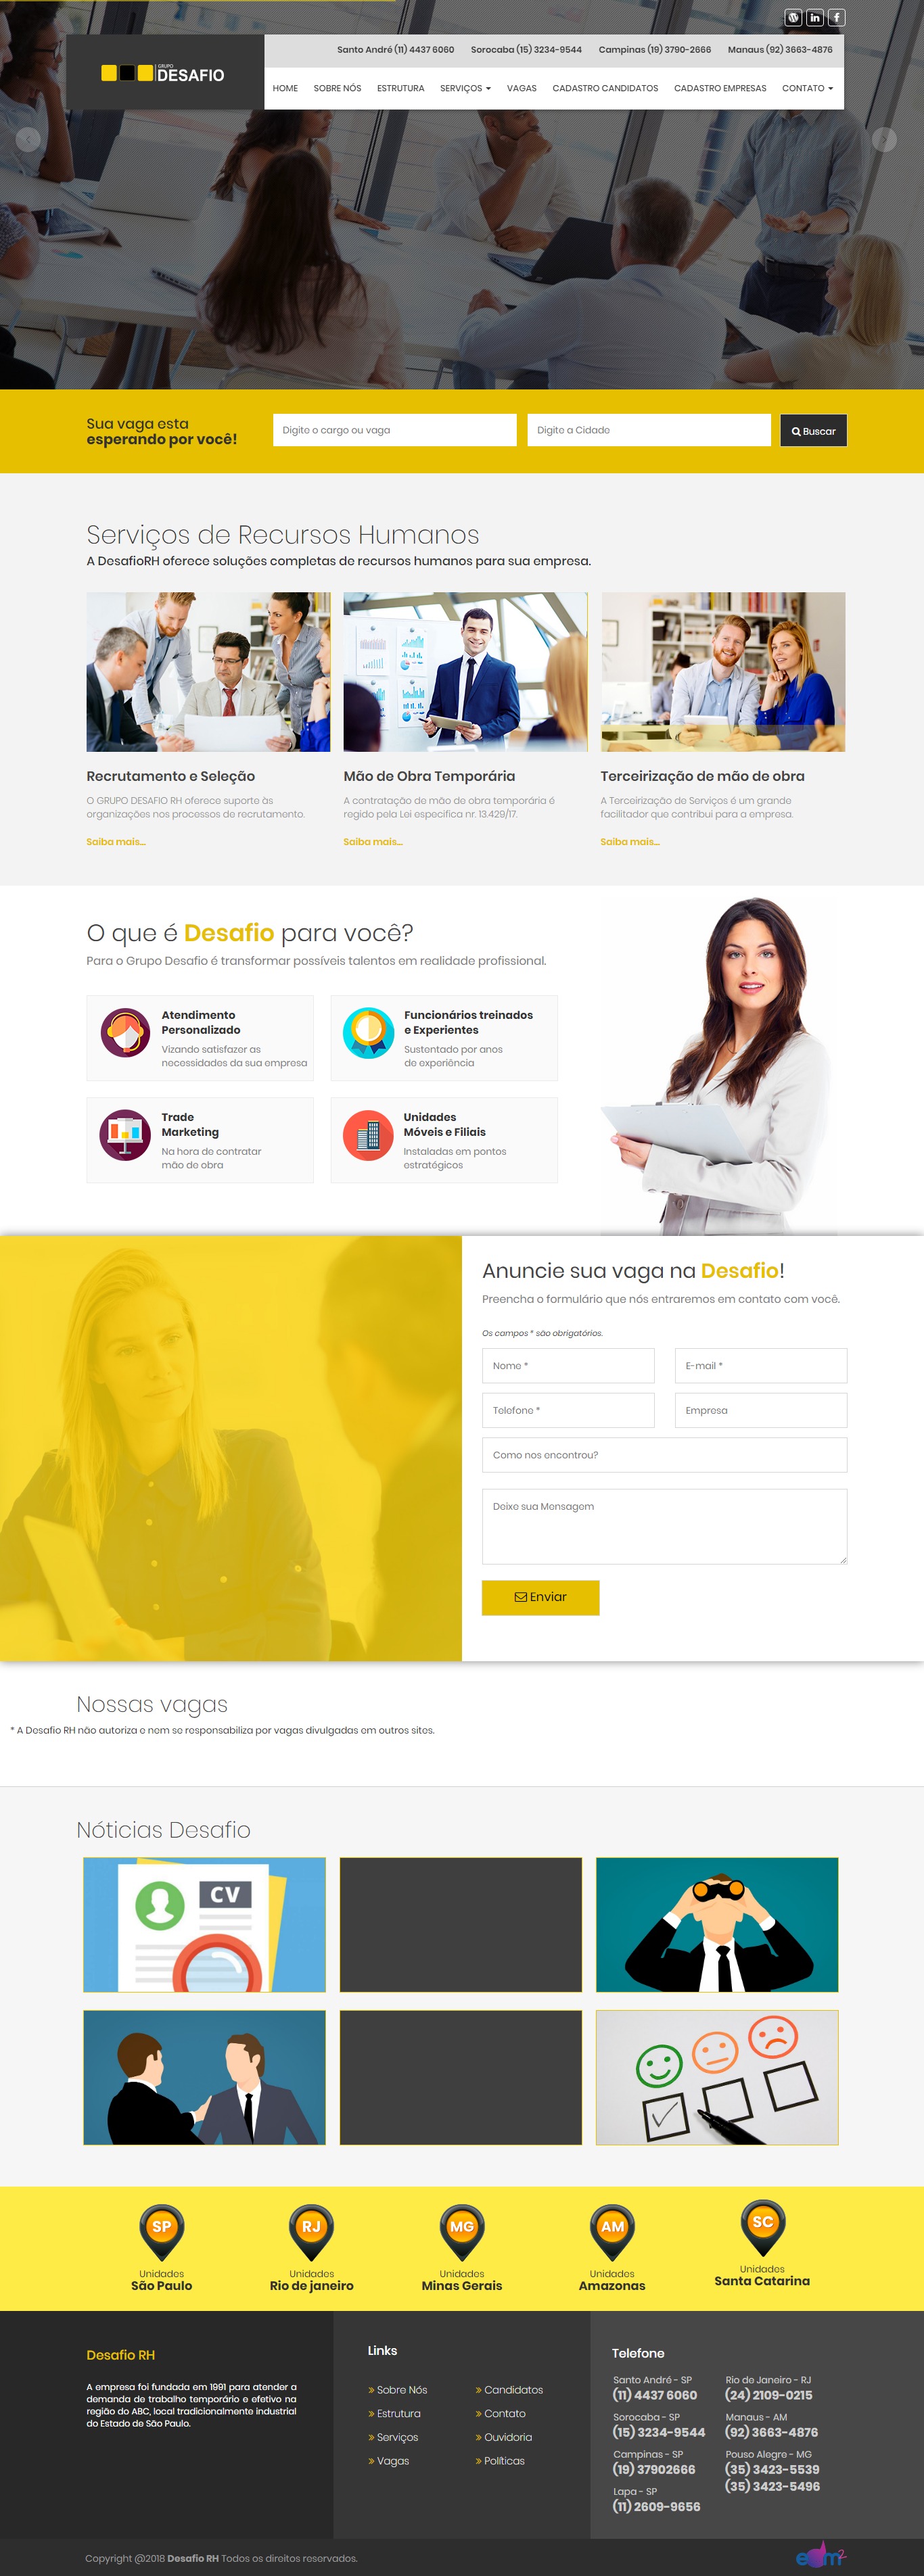 Santo André (11) 4437 6060 Sorocaba (15) 3234-9544 Campinas (19) 3790-2666 Manaus (92) 3663-4876
GRUPO
DESAFIO
HOME SOBRE NÓS ESTRUTURA SERVIÇOS VAGAS CADASTRO CANDIDATOS CADASTRO EMPRESAS CONTATO
Sua vaga esta
esperando por você!
Digite o cargo ou vaga
Digite a Cidade
Buscar
Serviços de Recursos Humanos
A DesafioRH oferece soluções completas de recursos humanos para sua empresa.
Recrutamento e Seleção
O GRUPO DESAFIO RH oferece suporte às
organizações nos processos de recrutamento.
Saiba mais...
Mão de Obra Temporária
A contratação de mão de obra temporária é
regido pela Lei especifica nr. 13.429/17.
Saiba mais...
Terceirização de mão de obra
A Terceirização de Serviços é um grande
facilitador que contribui para a empresa.
Saiba mais...
O que é Desafio para você?
Para o Grupo Desafio é transformar possíveis talentos em realidade profissional.
Atendimento
Personalizado
Vizando satisfazer as
necessidades da sua empresa
Funcionários treinados
e Experientes
Sustentado por anos
de experiência
Trade
Marketing
Na hora de contratar
mão de obra
Unidades
Móveis e Filiais
Instaladas em pontos
estratégicos
Anuncie sua vaga na Desafio!
Preencha o formulário que nós entraremos em contato com você.
Os campos * são obrigatórios.
Nome *
E-mail *
Telefone *
Empresa
Como nos encontrou?
Deixe sua Mensagem
Enviar
Nossas vagas
* A Desafio RH não autoriza e nem se responsabiliza por vagas divulgadas em outros sites.
Nóticias Desafio
CV
SP
Unidades
São Paulo
RJ
Unidades
Rio de janeiro
MG
Unidades
Minas Gerais
AM
Unidades
Amazonas
SC
Unidades
Santa Catarina
Desafio RH
A empresa foi fundada em 1991 para atender a
demanda de trabalho temporário e efetivo na
região do ABC, local tradicionalmente industrial
do Estado de São Paulo.
Links
» Sobre Nós
» Estrutura
» Serviços
» Vagas
» Candidatos
» Contato
» Ouvidoria
» Políticas
Telefone
Santo André - SP
(11) 4437 6060
Sorocaba - SP
(15) 3234-9544
Campinas - SP
(19) 37902666
Lapa - SP
(11) 2609-9656
Rio de Janeiro - RJ
(24) 2109-0215
Manaus - AM
(92) 3663-4876
Pouso Alegre - MG
(35) 3423-5539
(35) 3423-5496
Copyright @2018 Desafio RH Todos os direitos reservados.